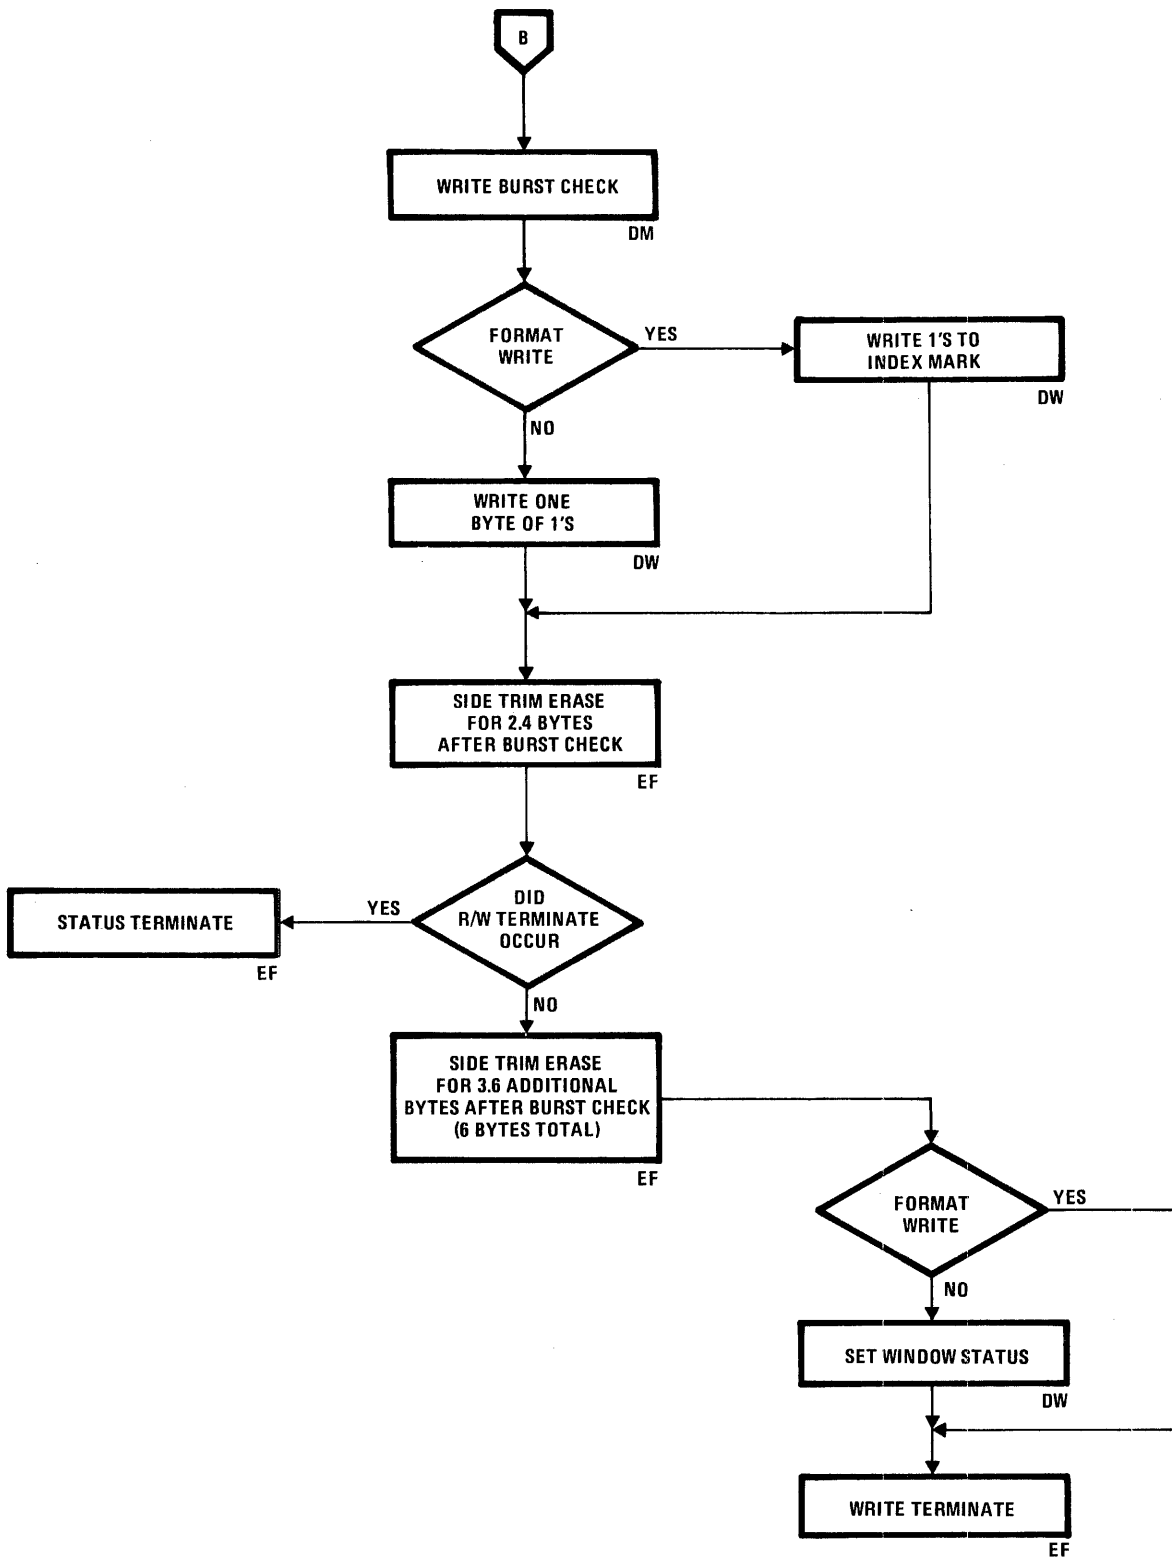 B
WRITE BURST CHECK
DM
FORMAT
WRITE
YES
WRITE 1'S TO
INDEX MARK
DW
NO
WRITE ONE
BYTE OF 1'S
DW
SIDE TRIM ERASE
FOR 2.4 BYTES
AFTER BURST CHECK
EF
DID
R/W TERMINATE
OCCUR
YES
STATUS TERMINATE
EF
NO
SIDE TRIM ERASE
FOR 3.6 ADDITIONAL
BYTES AFTER BURST CHECK
(6 BYTES TOTAL)
EF
FORMAT
WRITE
YES
NO
SET WINDOW STATUS
DW
WRITE TERMINATE
EF